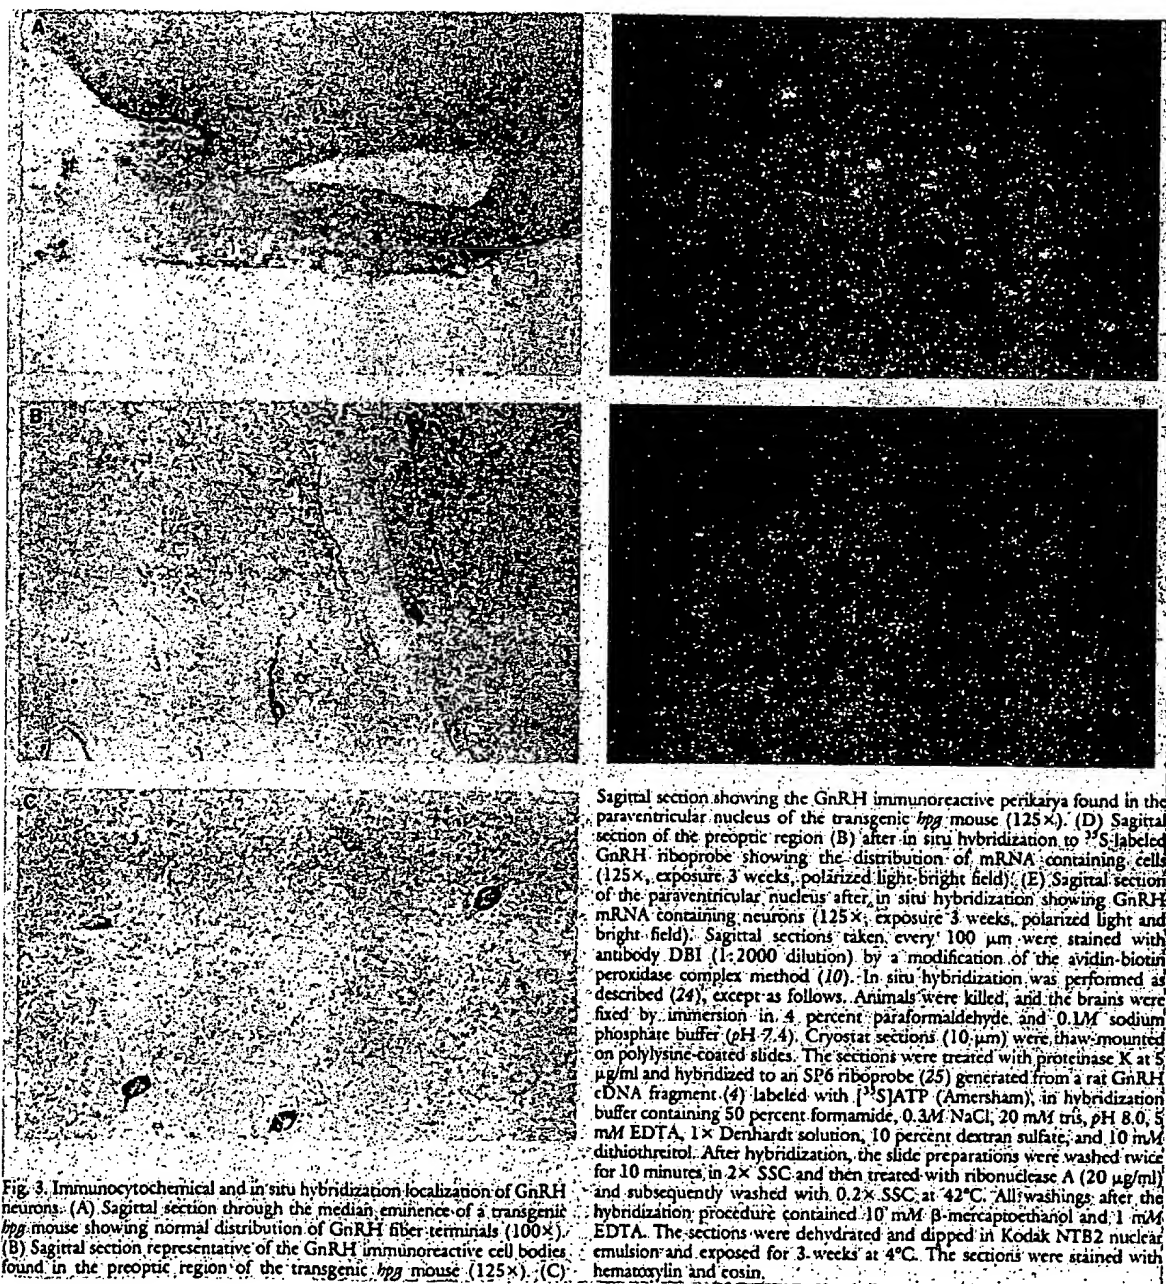 A
B
C
Fig. 3. Immunocytochemical and in situ hybridization localization of GnRH
neurons. (A) Sagittal section through the median eminence of a transgenic
hpg mouse showing normal distribution of GnRH fiber terminals (100×).
(B) Sagittal section representative of the GnRH immunoreactive cell bodies
found in the preoptic region of the transgenic hpg mouse (125×). (C)
Sagittal section showing the GnRH immunoreactive perikarya found in the
paraventricular nucleus of the transgenic hpg mouse (125×). (D) Sagittal
section of the preoptic region (B) after in situ hybridization to ³⁵S-labeled
GnRH riboprobe showing the distribution of mRNA containing cells
(125×, exposure 3 weeks, polarized light-bright field). (E) Sagittal section
of the paraventricular nucleus after in situ hybridization showing GnRH
mRNA containing neurons (125×; exposure 3 weeks, polarized light and
bright field). Sagittal sections taken every 100 μm were stained with
antibody DBI (1:2000 dilution) by a modification of the avidin-biotin
peroxidase complex method (10). In situ hybridization was performed as
described (24), except as follows. Animals were killed, and the brains were
fixed by immersion in 4 percent paraformaldehyde and 0.1M sodium
phosphate buffer (pH 7.4). Cryostat sections (10 μm) were thaw-mounted
on polylysine-coated slides. The sections were treated with proteinase K at 5
μg/ml and hybridized to an SP6 riboprobe (25) generated from a rat GnRH
cDNA fragment (4) labeled with [³⁵S]ATP (Amersham), in hybridization
buffer containing 50 percent formamide, 0.3M NaCl, 20 mM tris, pH 8.0, 5
mM EDTA, 1× Denhardt solution, 10 percent dextran sulfate, and 10 mM
dithiothreitol. After hybridization, the slide preparations were washed twice
for 10 minutes in 2× SSC and then treated with ribonuclease A (20 μg/ml)
and subsequently washed with 0.2× SSC at 42°C. All washings after the
hybridization procedure contained 10 mM β-mercaptoethanol and 1 mM
EDTA. The sections were dehydrated and dipped in Kodak NTB2 nuclear
emulsion and exposed for 3 weeks at 4°C. The sections were stained with
hematoxylin and eosin.